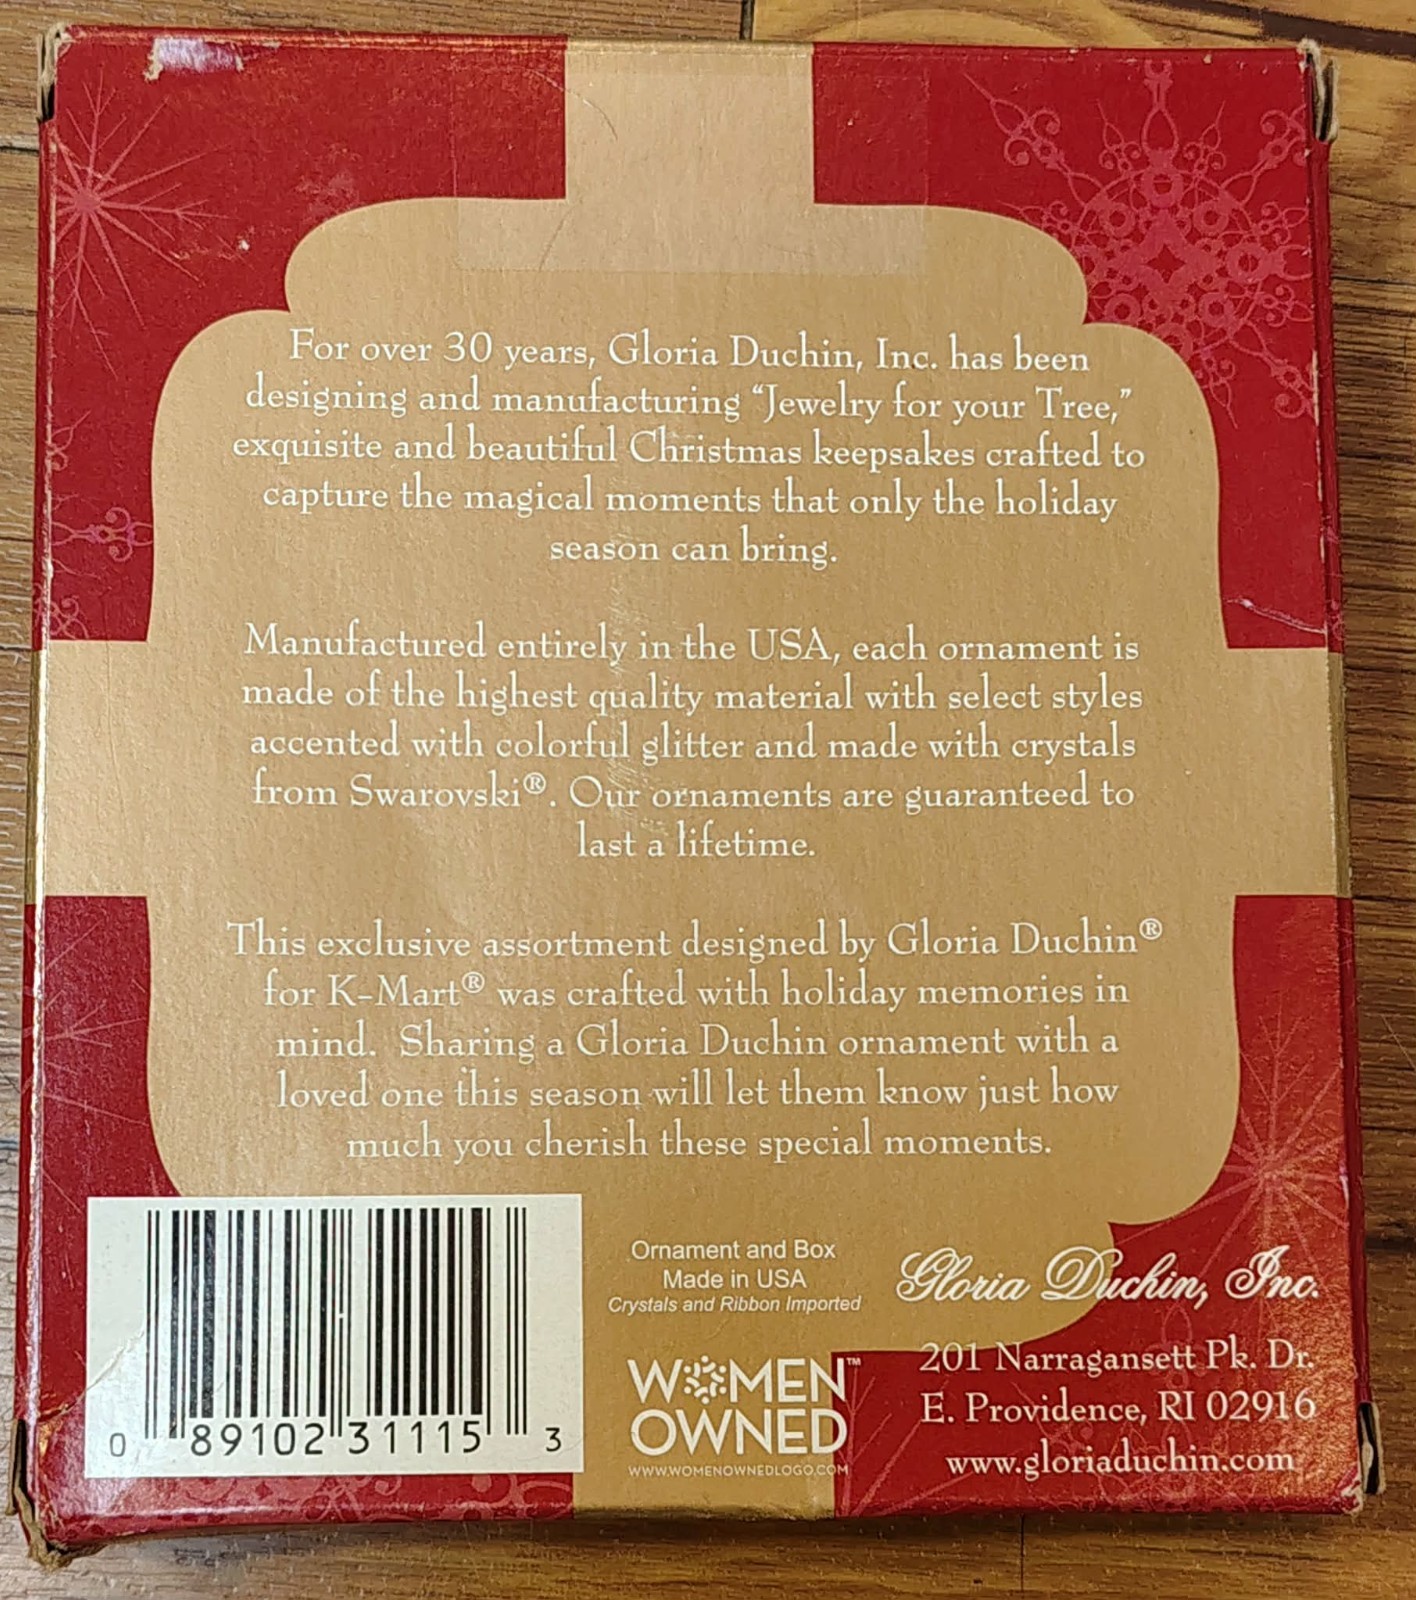 For over 30 years, Gloria Duchin, Inc. has been
designing and manufacturing “Jewelry for your Tree,”
exquisite and beautiful Christmas keepsakes crafted to
capture the magical moments that only the holiday
season can bring.
Manufactured entirely in the USA, each ornament is
made of the highest quality material with select styles
accented with colorful glitter and made with crystals
from Swarovski®. Our ornaments are guaranteed to
last a lifetime.
This exclusive assortment designed by Gloria Duchin®
for K-Mart® was crafted with holiday memories in
mind. Sharing a Gloria Duchin ornament with a
loved one this season will let them know just how
much you cherish these special moments.
0 89102 31115 3
Ornament and Box
Made in USA
Crystals and Ribbon Imported
WOMEN™
OWNED
WWW.WOMENOWNEDLOGO.COM
Gloria Duchin, Inc.
201 Narragansett Pk. Dr.
E. Providence, RI 02916
www.gloriaduchin.com